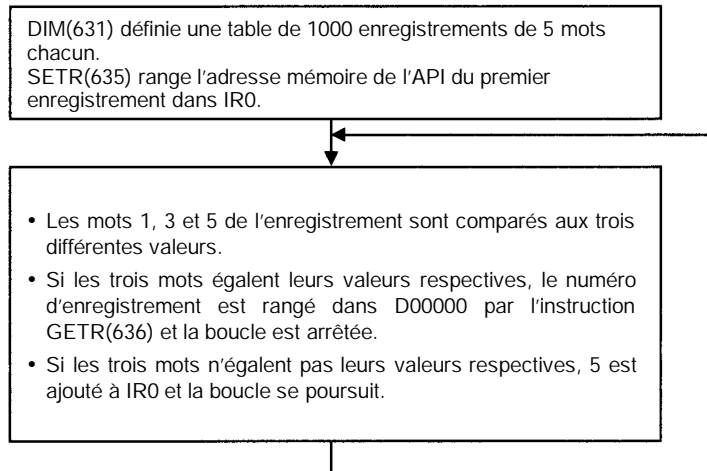 DIM(631) définie une table de 1000 enregistrements de 5 mots
chacun.
SETR(635) range l'adresse mémoire de l'API du premier
enregistrement dans IR0.
• Les mots 1, 3 et 5 de l'enregistrement sont comparés aux trois
différentes valeurs.
• Si les trois mots égalent leurs valeurs respectives, le numéro
d'enregistrement est rangé dans D00000 par l'instruction
GETR(636) et la boucle est arrêtée.
• Si les trois mots n'égalent pas leurs valeurs respectives, 5 est
ajouté à IR0 et la boucle se poursuit.